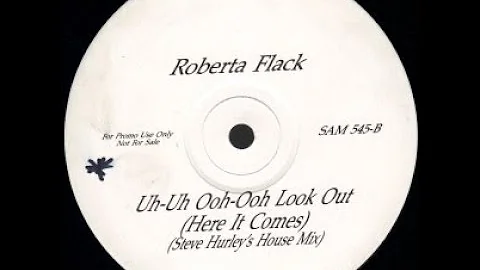 Roberta Flack
For Promo Use Only
Not For Sale
SAM 545-B
Uh-Uh Ooh-Ooh Look Out
(Here It Comes)
(Steve Hurley's House Mix)